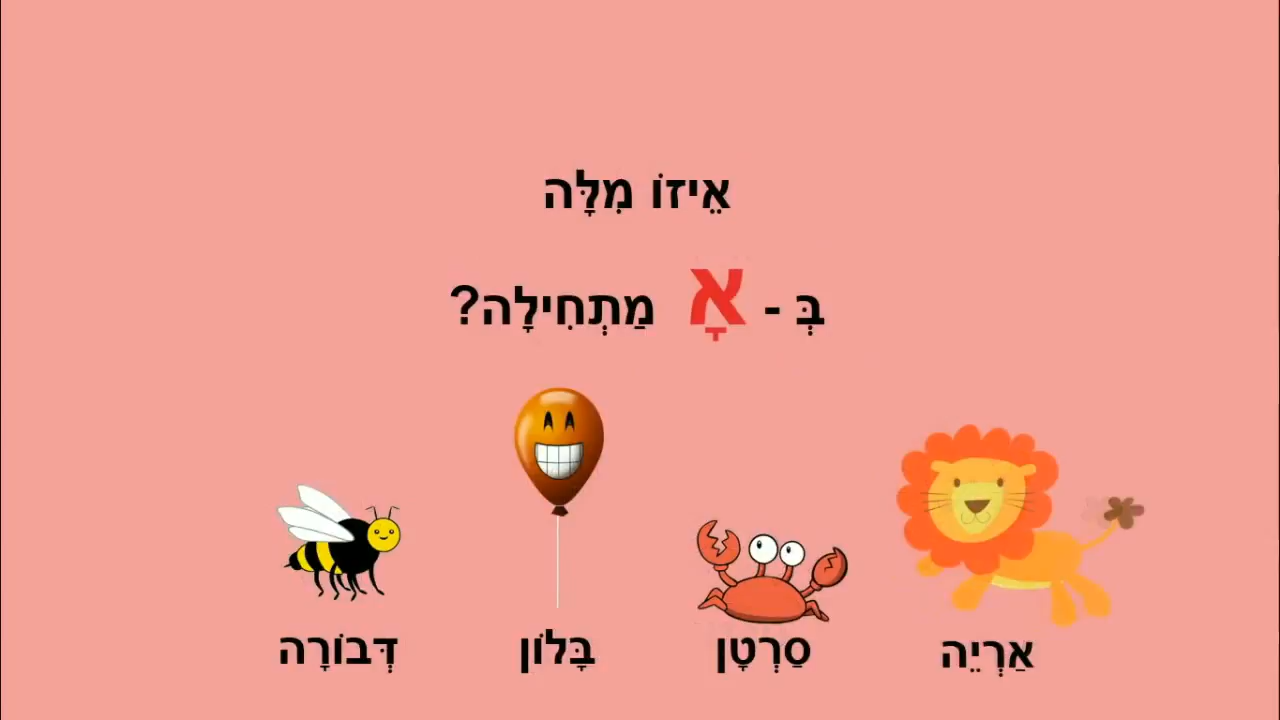 אֵיזוֹ מִלָּה
בְּ - אָ מַתְחִילָה?
אַרְיֵה סַרְטָן בָּלוֹן דְּבוֹרָה